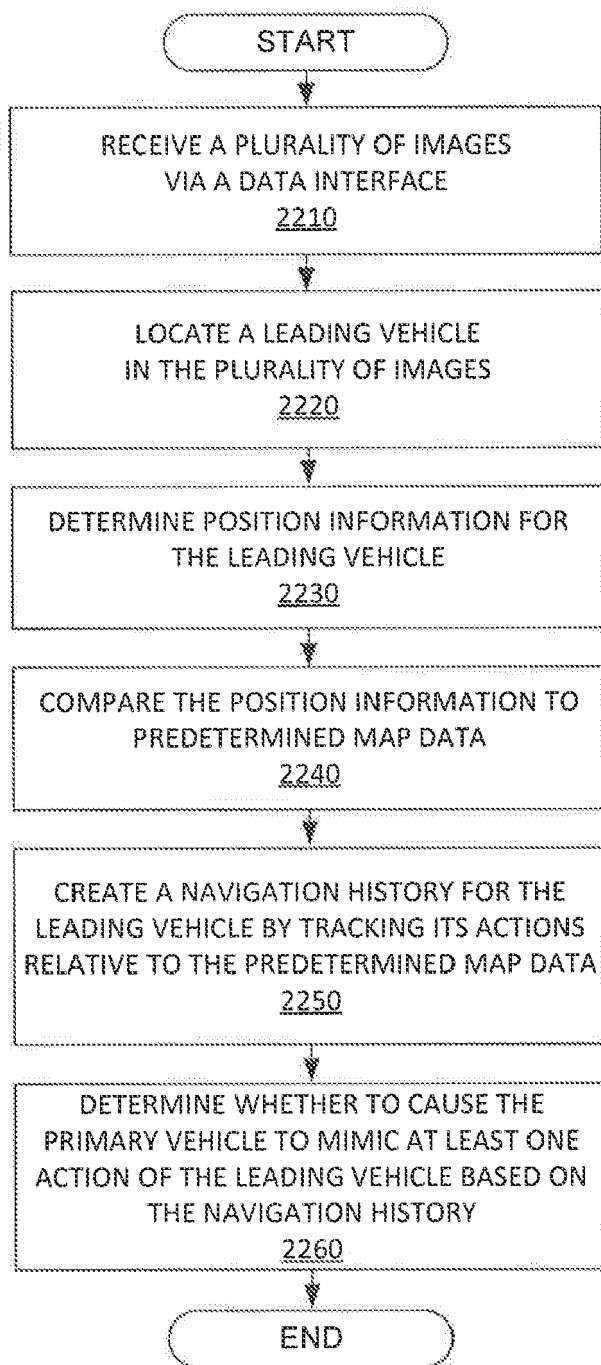 START
RECEIVE A PLURALITY OF IMAGES
VIA A DATA INTERFACE
2210
LOCATE A LEADING VEHICLE
IN THE PLURALITY OF IMAGES
2220
DETERMINE POSITION INFORMATION FOR
THE LEADING VEHICLE
2230
COMPARE THE POSITION INFORMATION TO
PREDETERMINED MAP DATA
2240
CREATE A NAVIGATION HISTORY FOR THE
LEADING VEHICLE BY TRACKING ITS ACTIONS
RELATIVE TO THE PREDETERMINED MAP DATA
2250
DETERMINE WHETHER TO CAUSE THE
PRIMARY VEHICLE TO MIMIC AT LEAST ONE
ACTION OF THE LEADING VEHICLE BASED ON
THE NAVIGATION HISTORY
2260
END